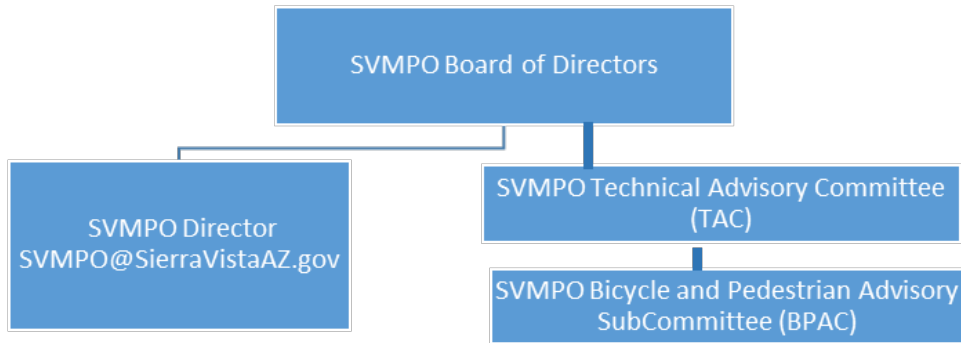 SVMPO Board of Directors
SVMPO Director
SVMPO@SierraVistaAZ.gov
SVMPO Technical Advisory Committee
(TAC)
SVMPO Bicycle and Pedestrian Advisory
SubCommittee (BPAC)